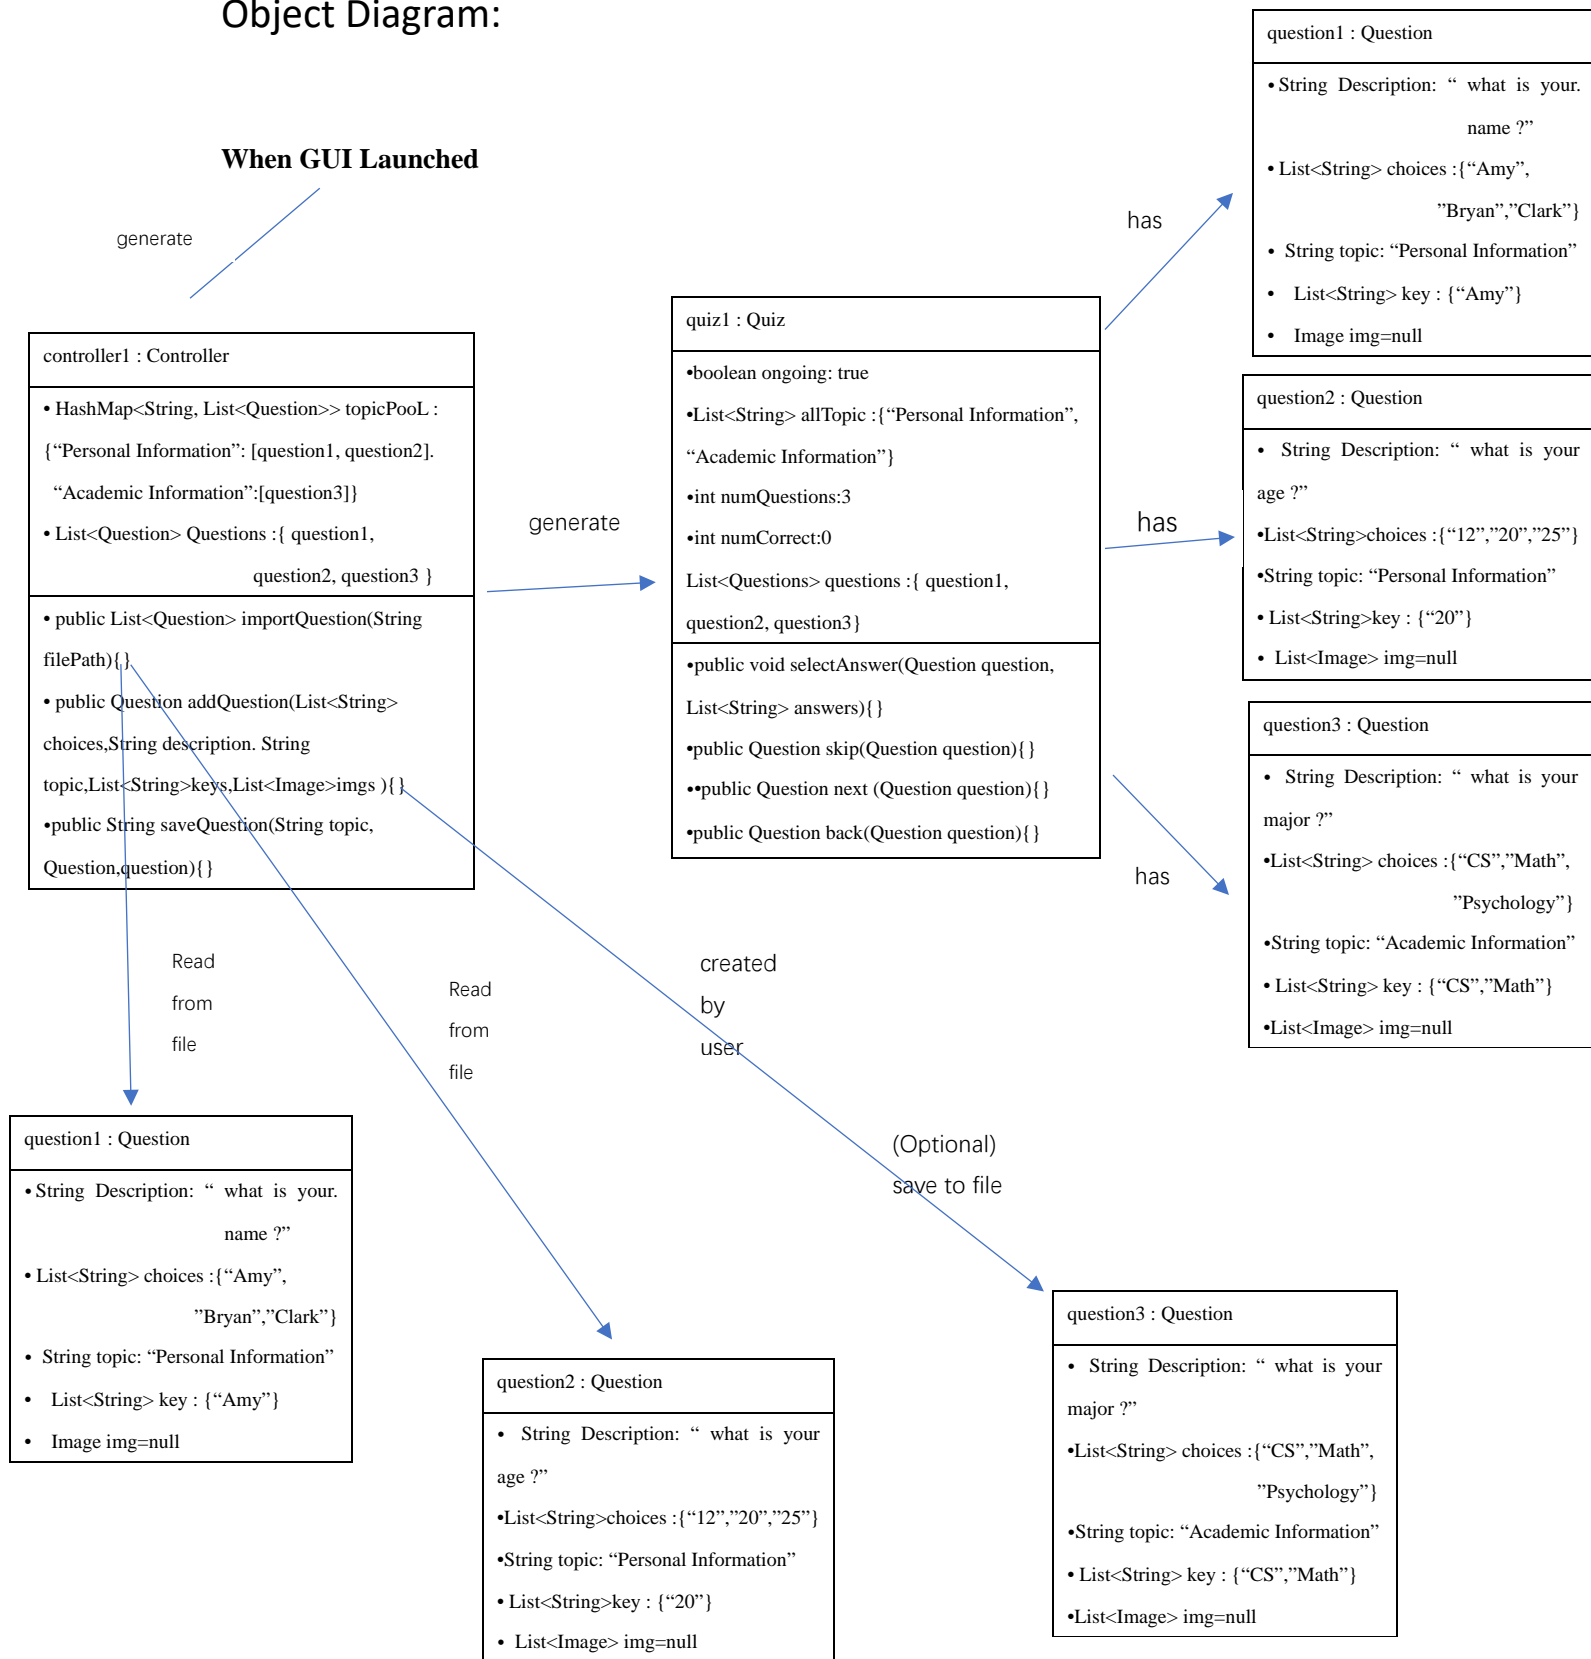 Object Diagram:
When GUI Launched
generate
controller1 : Controller
• HashMap<String, List<Question>> topicPooL :
{“Personal Information”: [question1, question2].
“Academic Information”:[question3]}
• List<Question> Questions :{ question1,
question2, question3 }
• public List<Question> importQuestion(String
filePath){}
• public Question addQuestion(List<String>
choices,String description. String
topic,List<String>keys,List<Image>imgs ){}
•public String saveQuestion(String topic,
Question,question){}
generate
quiz1 : Quiz
•boolean ongoing: true
•List<String> allTopic :{“Personal Information”,
“Academic Information”}
•int numQuestions:3
•int numCorrect:0
List<Questions> questions :{ question1,
question2, question3}
•public void selectAnswer(Question question,
List<String> answers){}
•public Question skip(Question question){}
••public Question next (Question question){}
•public Question back(Question question){}
has
question1 : Question
• String Description: “ what is your.
name ?”
• List<String> choices :{“Amy”,
”Bryan”,”Clark”}
• String topic: “Personal Information”
• List<String> key : {“Amy”}
• Image img=null
has
question2 : Question
• String Description: “ what is your
age ?”
•List<String>choices :{“12”,”20”,”25”}
•String topic: “Personal Information”
• List<String>key : {“20”}
• List<Image> img=null
has
question3 : Question
• String Description: “ what is your
major ?”
•List<String> choices :{“CS”,”Math”,
”Psychology”}
•String topic: “Academic Information”
• List<String> key : {“CS”,”Math”}
•List<Image> img=null
Read
from
file
Read
from
file
created
by
user
(Optional)
save to file
question1 : Question
• String Description: “ what is your.
name ?”
• List<String> choices :{“Amy”,
”Bryan”,”Clark”}
• String topic: “Personal Information”
• List<String> key : {“Amy”}
• Image img=null
question2 : Question
• String Description: “ what is your
age ?”
•List<String>choices :{“12”,”20”,”25”}
•String topic: “Personal Information”
• List<String>key : {“20”}
• List<Image> img=null
question3 : Question
• String Description: “ what is your
major ?”
•List<String> choices :{“CS”,”Math”,
”Psychology”}
•String topic: “Academic Information”
• List<String> key : {“CS”,”Math”}
•List<Image> img=null